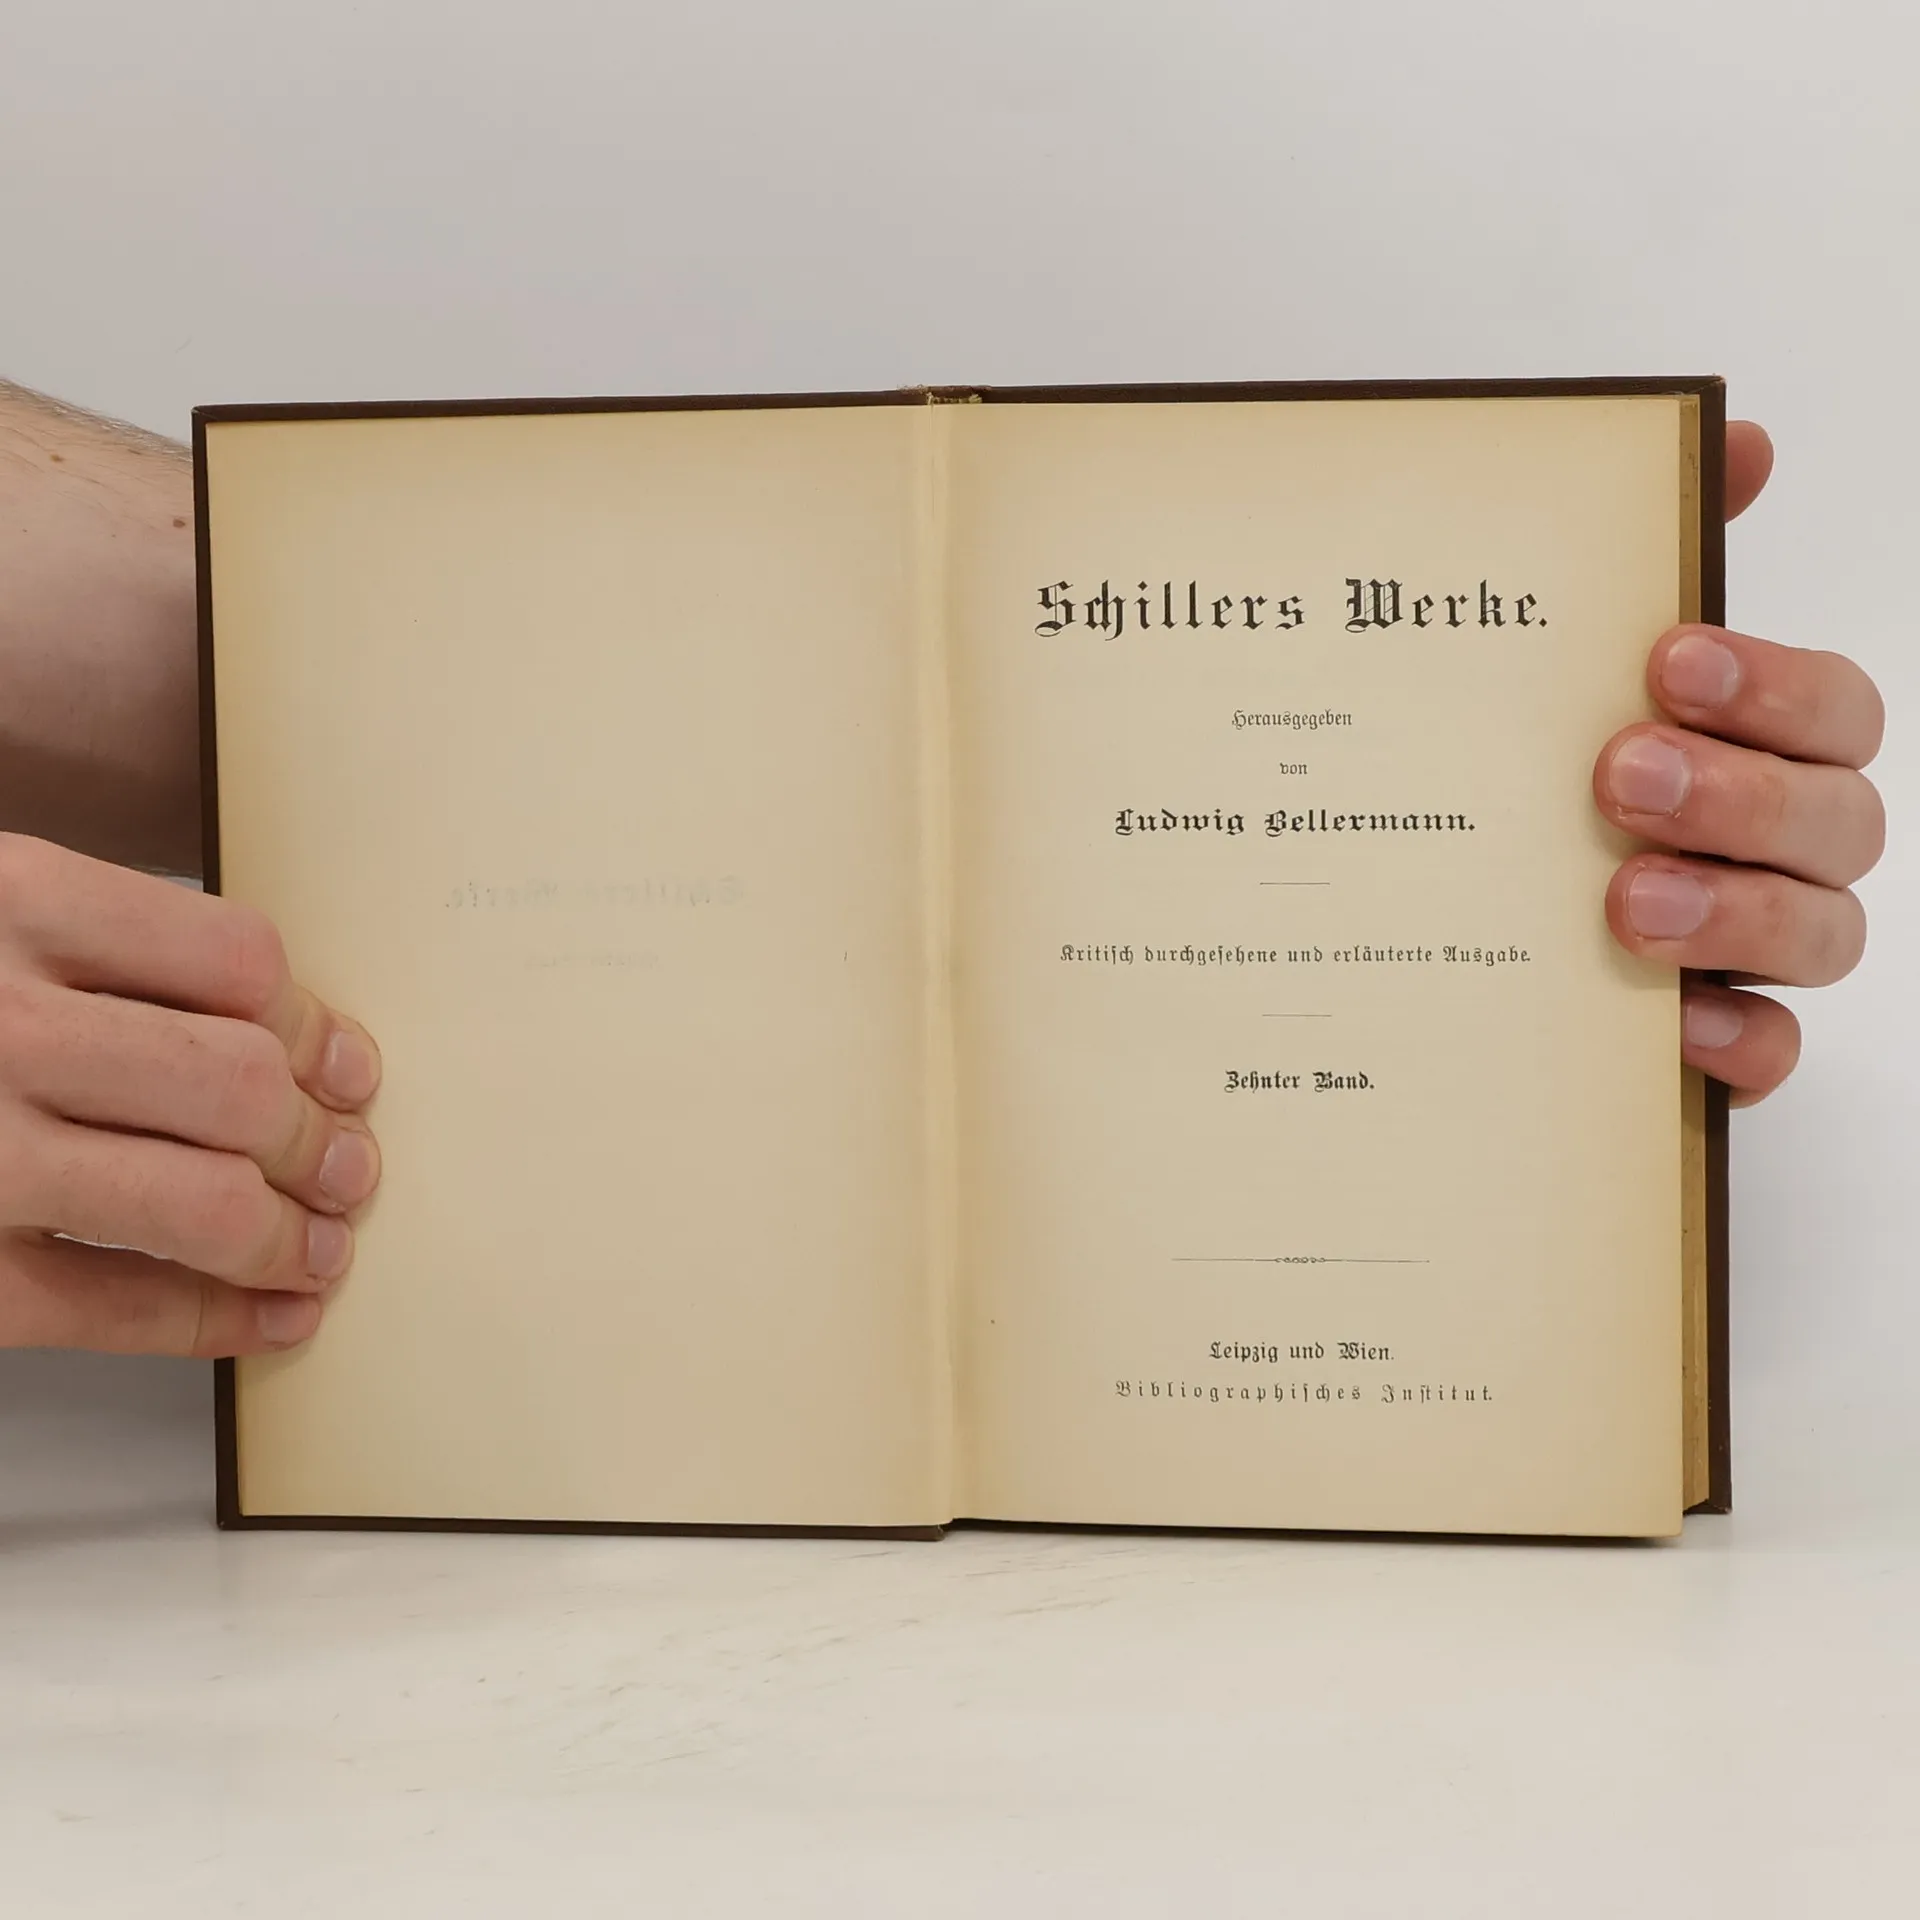 Schillers Werke.
Herausgegeben
von
Ludwig Bellermann.
Kritiſch durchgeſehene und erläuterte Ausgabe.
Zehnter Band.
Leipzig und Wien.
Bibliographiſches Inſtitut.